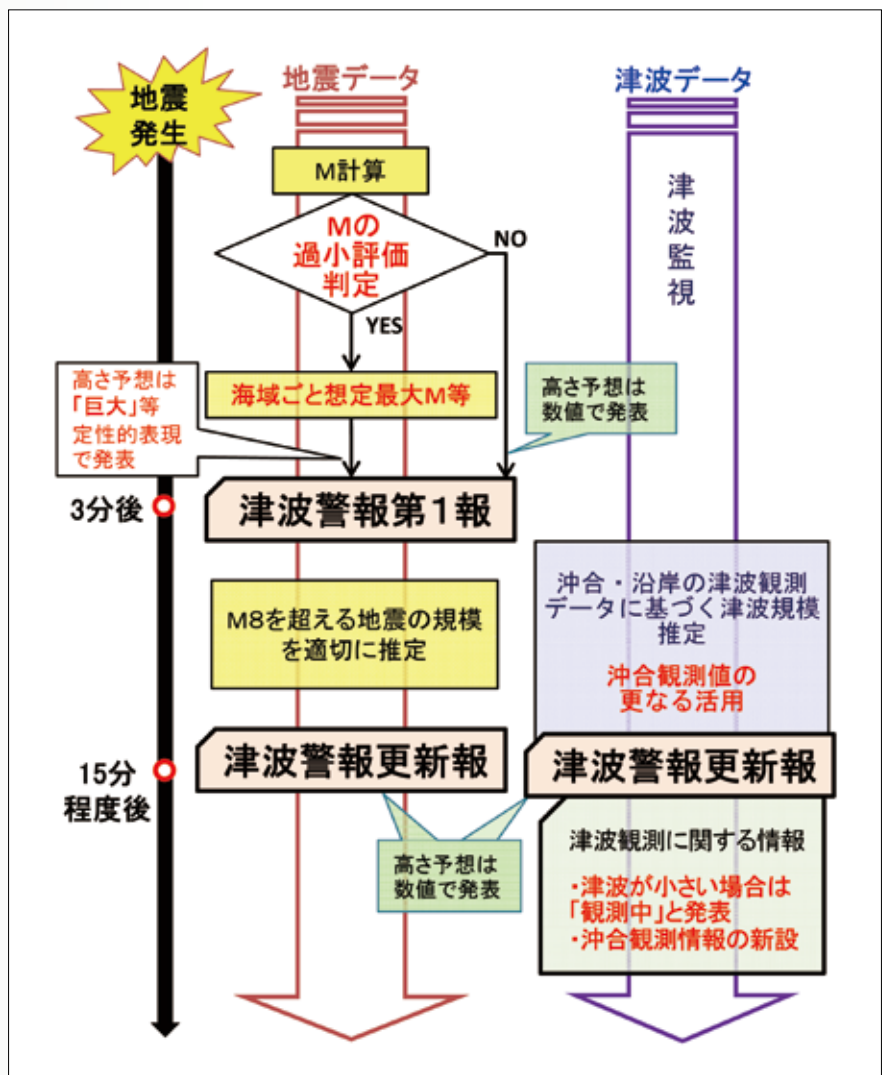 地震
発生
地震データ
津波データ
M計算
Mの
過小評価
判定
NO
YES
津波監視
高さ予想は
「巨大」等
定性的表現
で発表
海域ごと想定最大M等
高さ予想は
数値で発表
3分後
津波警報第1報
M8を超える地震の規模
を適切に推定
沖合・沿岸の津波観測
データに基づく津波規模
推定
沖合観測値の
更なる活用
15分
程度後
津波警報更新報
津波警報更新報
高さ予想は
数値で発表
津波観測に関する情報
・津波が小さい場合は
「観測中」と発表
・沖合観測情報の新設